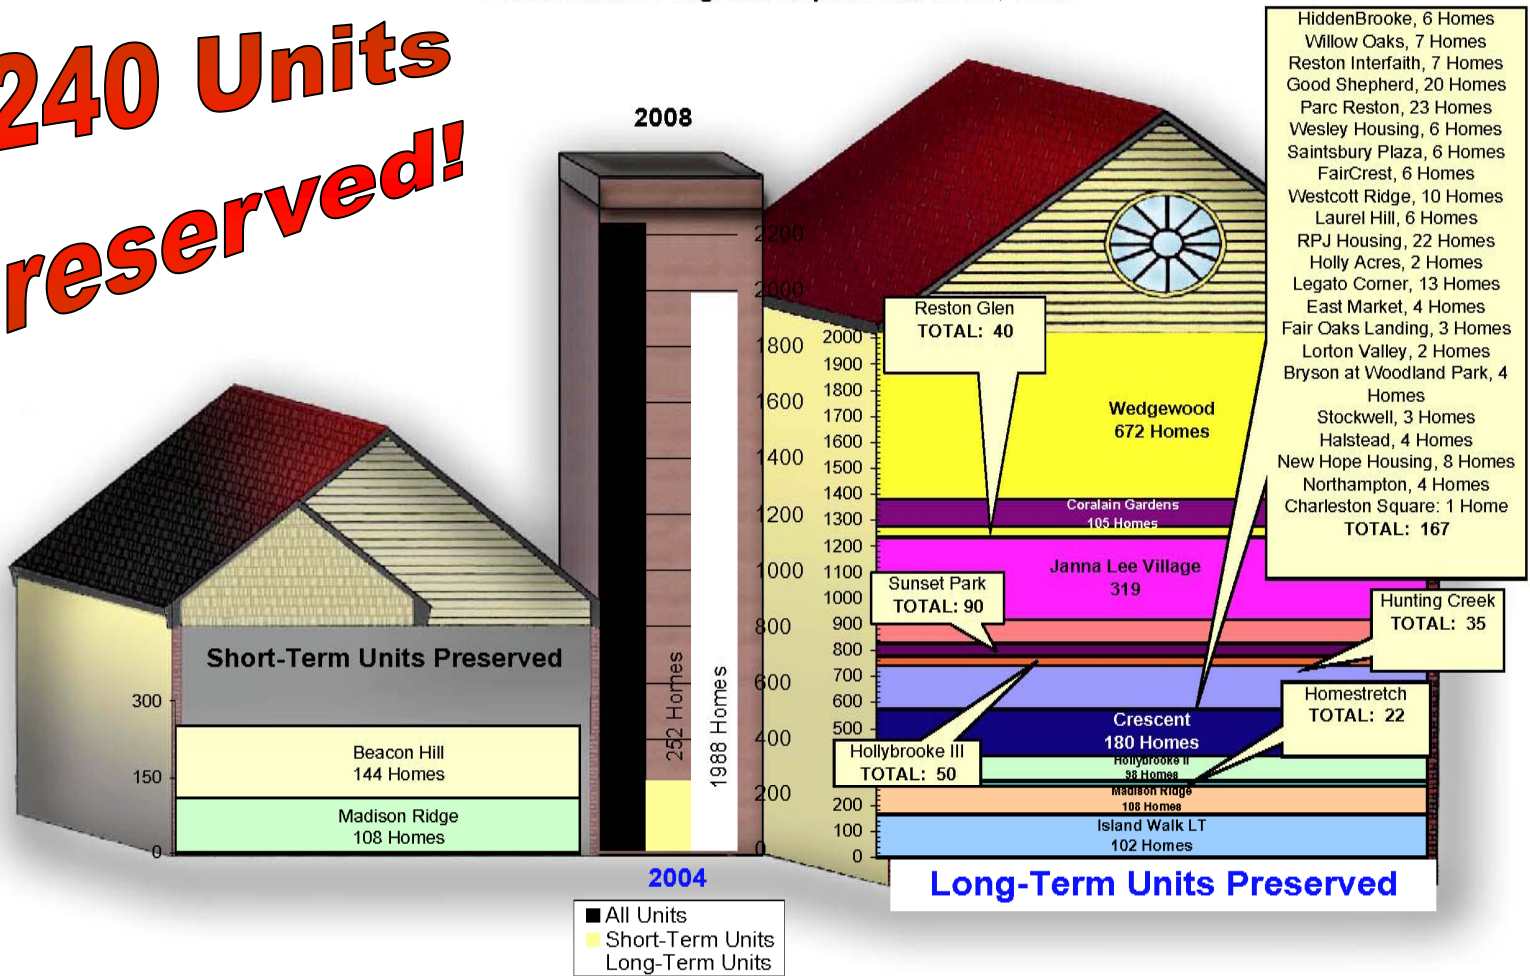 240 Units
reserved!
2008
2200
2000
1800
1600
1400
1200
1000
800
600
400
200
0
252 Homes
1988 Homes
2004
All Units
Short-Term Units
Long-Term Units
Short-Term Units Preserved
300
150
0
Beacon Hill
144 Homes
Madison Ridge
108 Homes
2000
1900
1800
1700
1600
1500
1400
1300
1200
1100
1000
900
800
700
600
500
200
100
0
Reston Glen
TOTAL: 40
Wedgewood
672 Homes
Coralain Gardens
105 Homes
Janna Lee Village
319
Sunset Park
TOTAL: 90
Hunting Creek
TOTAL: 35
Homestretch
TOTAL: 22
Crescent
180 Homes
Hollybrooke III
TOTAL: 50
Hollybrooke II
98 Homes
Madison Ridge
108 Homes
Island Walk LT
102 Homes
Long-Term Units Preserved
HiddenBrooke, 6 Homes
Willow Oaks, 7 Homes
Reston Interfaith, 7 Homes
Good Shepherd, 20 Homes
Parc Reston, 23 Homes
Wesley Housing, 6 Homes
Saintsbury Plaza, 6 Homes
FairCrest, 6 Homes
Westcott Ridge, 10 Homes
Laurel Hill, 6 Homes
RPJ Housing, 22 Homes
Holly Acres, 2 Homes
Legato Corner, 13 Homes
East Market, 4 Homes
Fair Oaks Landing, 3 Homes
Lorton Valley, 2 Homes
Bryson at Woodland Park, 4
Homes
Stockwell, 3 Homes
Halstead, 4 Homes
New Hope Housing, 8 Homes
Northampton, 4 Homes
Charleston Square: 1 Home
TOTAL: 167